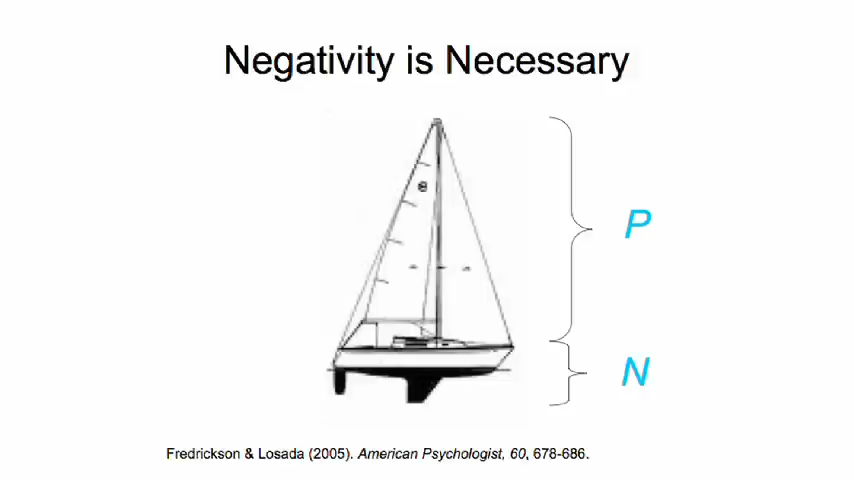 Negativity is Necessary
P
N
Fredrickson & Losada (2005). American Psychologist, 60, 678-686.